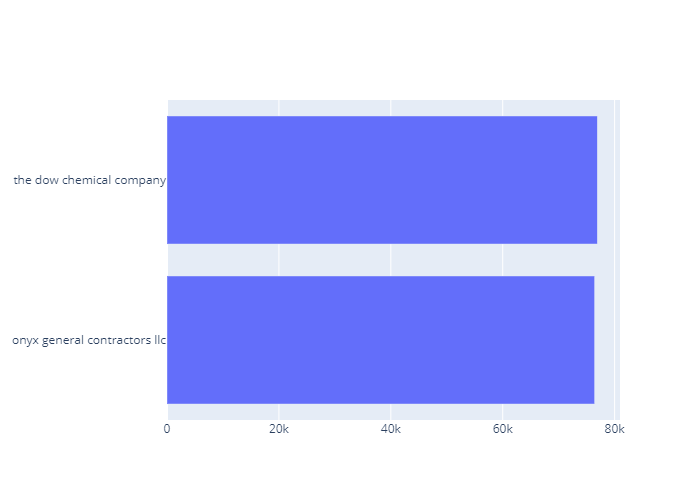 the dow chemical company
onyx general contractors llc
0 20k 40k 60k 80k